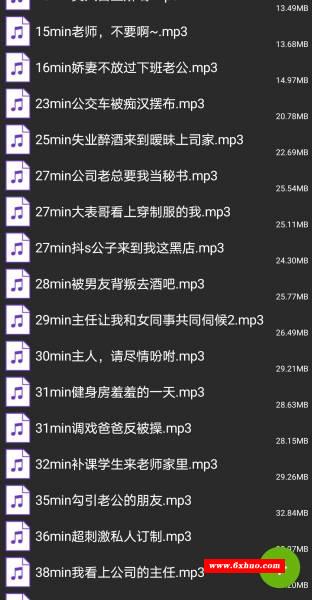 13.49MB
15min老师，不要啊~.mp3
13.68MB
16min娇妻不放过下班老公.mp3
14.97MB
23min公交车被痴汉摆布.mp3
20.78MB
25min失业醉酒来到暧昧上司家.mp3
22.69MB
27min公司老总要我当秘书.mp3
25.54MB
27min大表哥看上穿制服的我.mp3
25.11MB
27min抖s公子来到我这黑店.mp3
24.30MB
28min被男友背叛去酒吧.mp3
25.77MB
29min主任让我和女同事共同伺候2.mp3
26.49MB
30min主人，请尽情吩咐.mp3
29.21MB
31min健身房羞羞的一天.mp3
28.63MB
31min调戏爸爸反被操.mp3
28.15MB
32min补课学生来老师家里.mp3
29.26MB
35min勾引老公的朋友.mp3
32.84MB
36min超刺激私人订制.mp3
www.6xbuo.com
38min我看上公司的主任.mp3